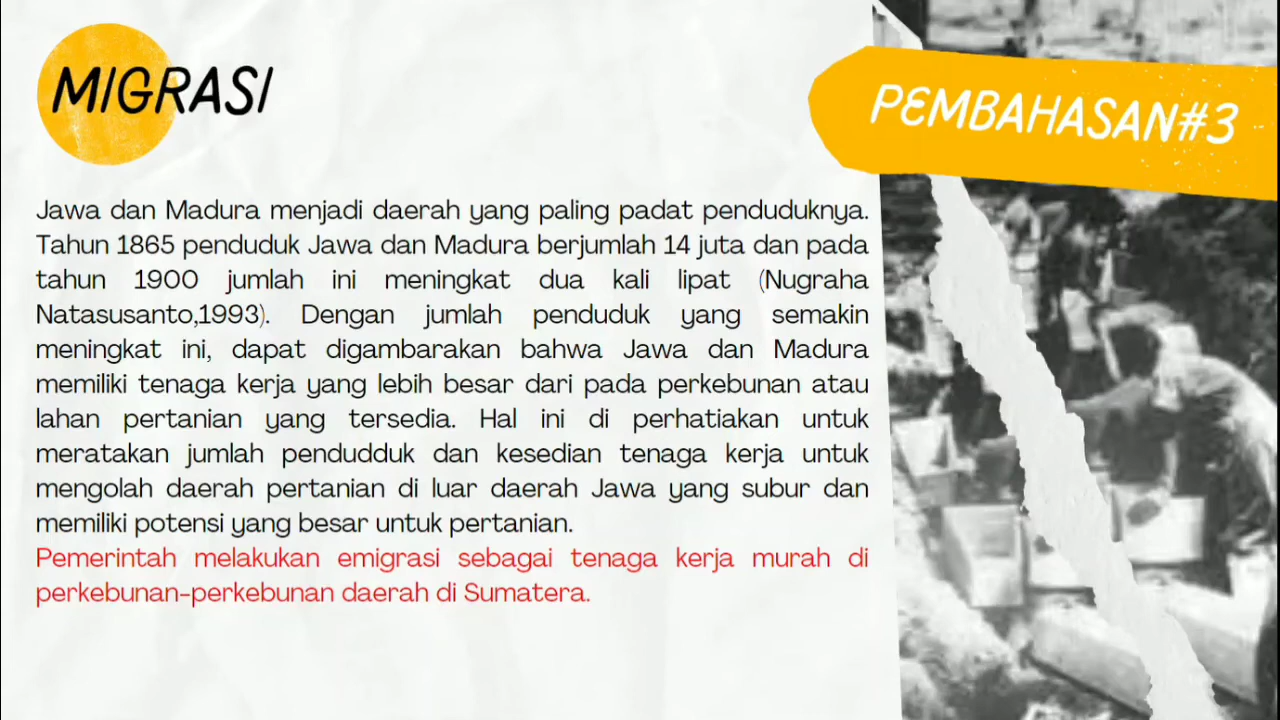 MIGRASI
PEMBAHASAN#3
Jawa dan Madura menjadi daerah yang paling padat penduduknya.
Tahun 1865 penduduk Jawa dan Madura berjumlah 14 juta dan pada
tahun 1900 jumlah ini meningkat dua kali lipat (Nugraha
Natasusanto,1993). Dengan jumlah penduduk yang semakin
meningkat ini, dapat digambarakan bahwa Jawa dan Madura
memiliki tenaga kerja yang lebih besar dari pada perkebunan atau
lahan pertanian yang tersedia. Hal ini di perhatiakan untuk
meratakan jumlah pendudduk dan kesedian tenaga kerja untuk
mengolah daerah pertanian di luar daerah Jawa yang subur dan
memiliki potensi yang besar untuk pertanian.
Pemerintah melakukan emigrasi sebagai tenaga kerja murah di
perkebunan-perkebunan daerah di Sumatera.